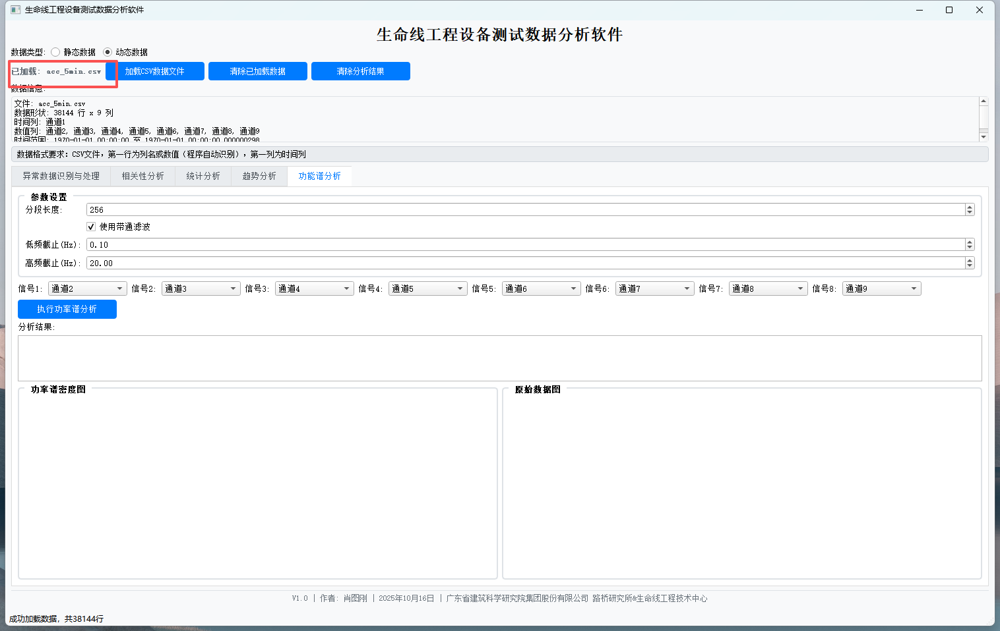 生命线工程设备测试数据分析软件
生命线工程设备测试数据分析软件
数据类型: 静态数据 动态数据
已加载: acc_5min.csv 加载CSV数据文件 清除已加载数据 清除分析结果
数据信息:
文件: acc_5min.csv
数据形状: 38144 行 x 9 列
时间列: 通道1
数值列: 通道2, 通道3, 通道4, 通道5, 通道6, 通道7, 通道8, 通道9
时间范围: 1970-01-01 00:00:00 至 1970-01-01 00:00:00.000000298
数据格式要求: CSV文件，第一行为列名或数值（程序自动识别），第一列为时间列
异常数据识别与处理 相关性分析 统计分析 趋势分析 功能谱分析
参数设置
分段长度: 256
使用带通滤波
低频截止(Hz): 0.10
高频截止(Hz): 20.00
信号1: 通道2 信号2: 通道3 信号3: 通道4 信号4: 通道5 信号5: 通道6 信号6: 通道7 信号7: 通道8 信号8: 通道9
执行功率谱分析
分析结果:
功率谱密度图 原始数据图
V1.0 | 作者: 肖图刚 | 2025年10月16日 | 广东省建筑科学研究院集团股份有限公司 路桥研究所@生命线工程技术中心
成功加载数据，共38144行